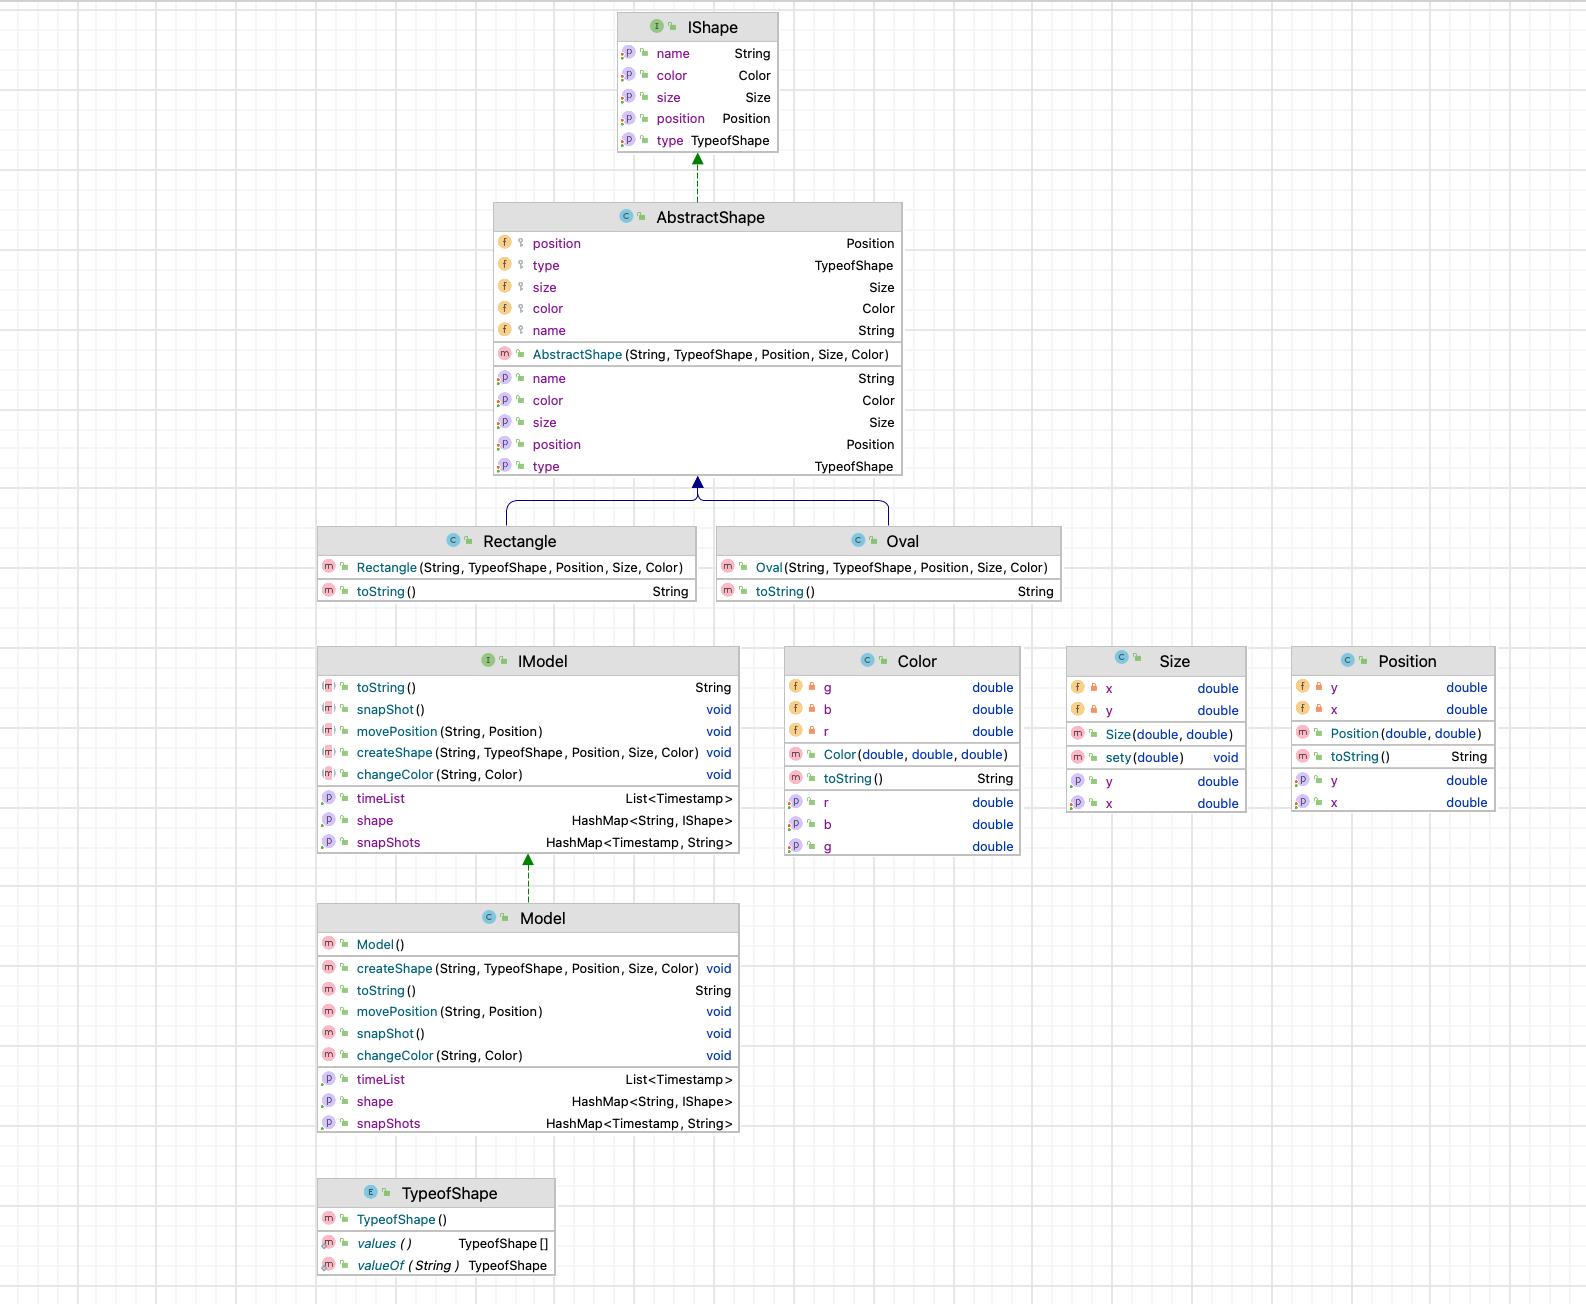 IShape
name String
color Color
size Size
position Position
type TypeofShape
AbstractShape
position Position
type TypeofShape
size Size
color Color
name String
AbstractShape(String, TypeofShape, Position, Size, Color)
name String
color Color
size Size
position Position
type TypeofShape
Rectangle
Rectangle(String, TypeofShape, Position, Size, Color)
toString() String
Oval
Oval(String, TypeofShape, Position, Size, Color)
toString() String
IModel
toString() String
snapShot() void
movePosition(String, Position) void
createShape(String, TypeofShape, Position, Size, Color) void
changeColor(String, Color) void
timeList List<Timestamp>
shape HashMap<String, IShape>
snapShots HashMap<Timestamp, String>
Color
g double
b double
r double
Color(double, double, double)
toString() String
r double
b double
g double
Size
x double
y double
Size(double, double)
sety(double) void
y double
x double
Position
y double
x double
Position(double, double)
toString() String
y double
x double
Model
Model()
createShape(String, TypeofShape, Position, Size, Color) void
toString() String
movePosition(String, Position) void
snapShot() void
changeColor(String, Color) void
timeList List<Timestamp>
shape HashMap<String, IShape>
snapShots HashMap<Timestamp, String>
TypeofShape
TypeofShape()
values() TypeofShape[]
valueOf(String) TypeofShape